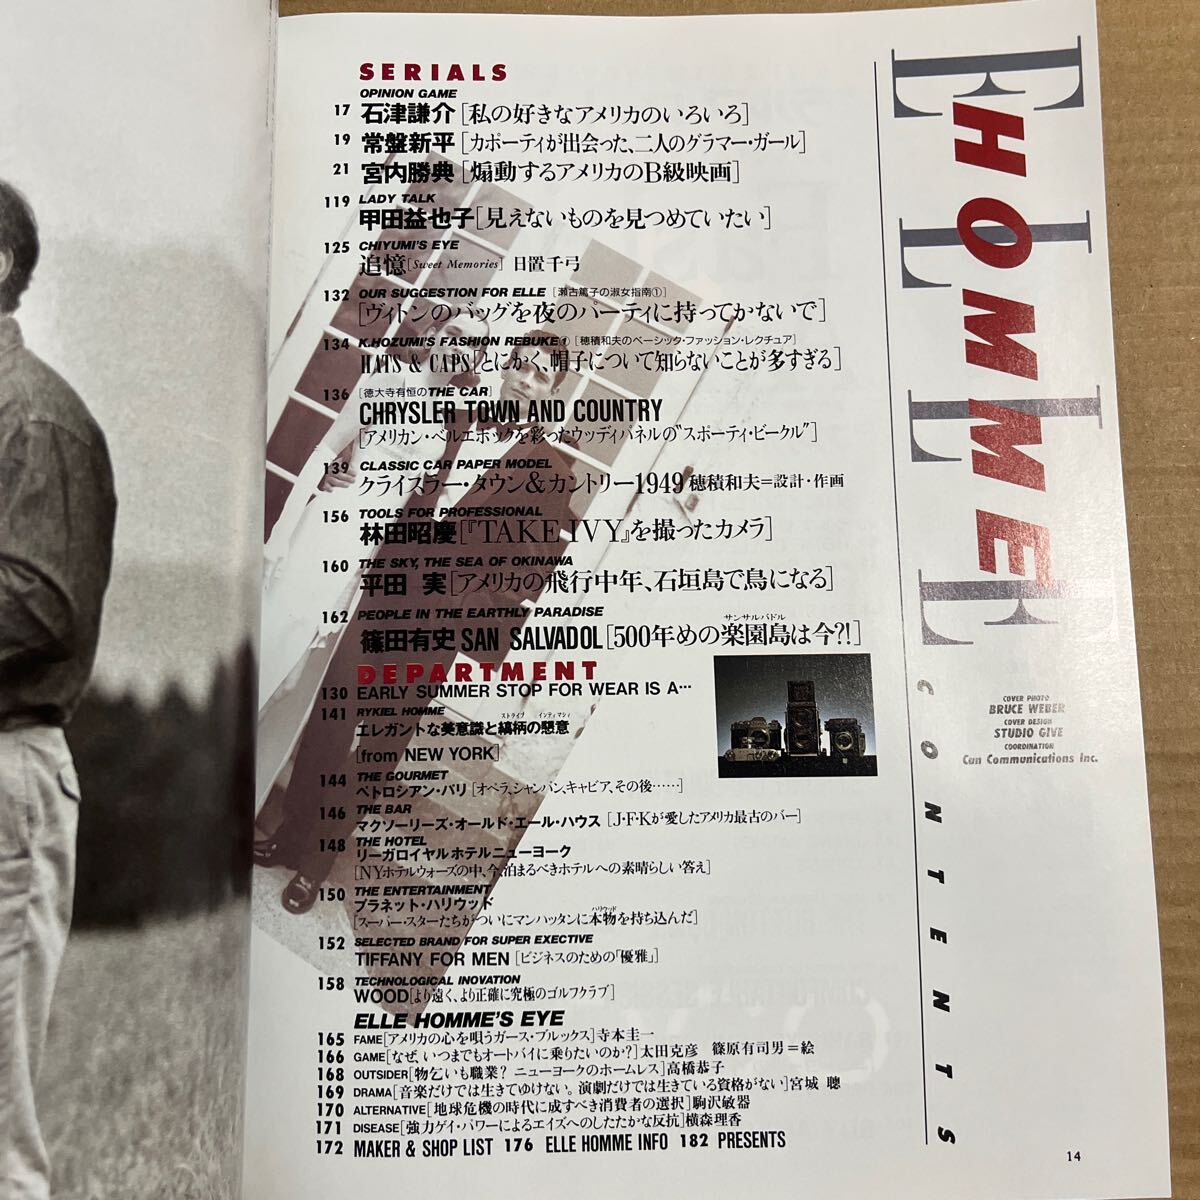 ELLE
HOMME
CONTENTS
COVER PHOTO
BRUCE WEBER
COVER DESIGN
STUDIO GIVE
COORDINATION
Can Communications Inc.
SERIALS
OPINION GAME
17 石津謙介[私の好きなアメリカのいろいろ]
19 常盤新平[カポーティが出会った、二人のグラマー・ガール]
21 宮内勝典[煽動するアメリカのB級映画]
LADY TALK
119 甲田益也子[見えないものを見つめていたい]
CHIYUMI'S EYE
125 追憶[Sweet Memories] 日置千弓
132 OUR SUGGESTION FOR ELLE [瀬古篤子の淑女指南①]
[ヴィトンのバッグを夜のパーティに持ってかないで]
134 K.HOZUMI'S FASHION REBUKE① [穂積和夫のベーシック・ファッション・レクチュア]
HATS & CAPS[とにかく、帽子について知らないことが多すぎる]
136 [徳大寺有恒のTHE CAR]
CHRYSLER TOWN AND COUNTRY
[アメリカン・ベルエポックを彩ったウッディパネルの"スポーティ・ビークル"]
139 CLASSIC CAR PAPER MODEL
クライスラー・タウン&カントリー1949 穂積和夫=設計・作画
156 TOOLS FOR PROFESSIONAL
林田昭慶[『TAKE IVY』を撮ったカメラ]
160 THE SKY, THE SEA OF OKINAWA
平田 実[アメリカの飛行中年、石垣島で鳥になる]
162 PEOPLE IN THE EARTHLY PARADISE
サンサルバドル
篠田有史 SAN SALVADOL[500年めの楽園島は今?!]
DEPARTMENT
130 EARLY SUMMER STOP FOR WEAR IS A…
141 RYKIEL HOMME
ストライプ インティマシィ
エレガントな美意識と縞柄の懇意
[from NEW YORK]
144 THE GOURMET
ペトロシアン・パリ[オペラ、シャンパン、キャビア、その後……]
146 THE BAR
マクソーリーズ・オールド・エール・ハウス[J・F・Kが愛したアメリカ最古のバー]
148 THE HOTEL
リーガロイヤルホテルニューヨーク
[NYホテルウォーズの中、今、泊まるべきホテルへの素晴らしい答え]
150 THE ENTERTAINMENT
プラネット・ハリウッド
ハリウッド
[スーパー・スターたちがついにマンハッタンに本物を持ち込んだ]
152 SELECTED BRAND FOR SUPER EXECTIVE
TIFFANY FOR MEN[ビジネスのための「優雅」]
158 TECHNOLOGICAL INOVATION
WOOD[より遠く、より正確に究極のゴルフクラブ]
ELLE HOMME'S EYE
165 FAME[アメリカの心を唄うガース・ブルックス]寺本圭一
166 GAME[なぜ、いつまでもオートバイに乗りたいのか?]太田克彦 篠原有司男=絵
168 OUTSIDER[物乞いも職業? ニューヨークのホームレス]高橋恭子
169 DRAMA[音楽だけでは生きてゆけない。演劇だけでは生きている資格がない]宮城 聰
170 ALTERNATIVE[地球危機の時代に成すべき消費者の選択]駒沢敏器
171 DISEASE[強力ゲイ・パワーによるエイズへのしたたかな反抗]横森理香
172 MAKER & SHOP LIST 176 ELLE HOMME INFO 182 PRESENTS
14